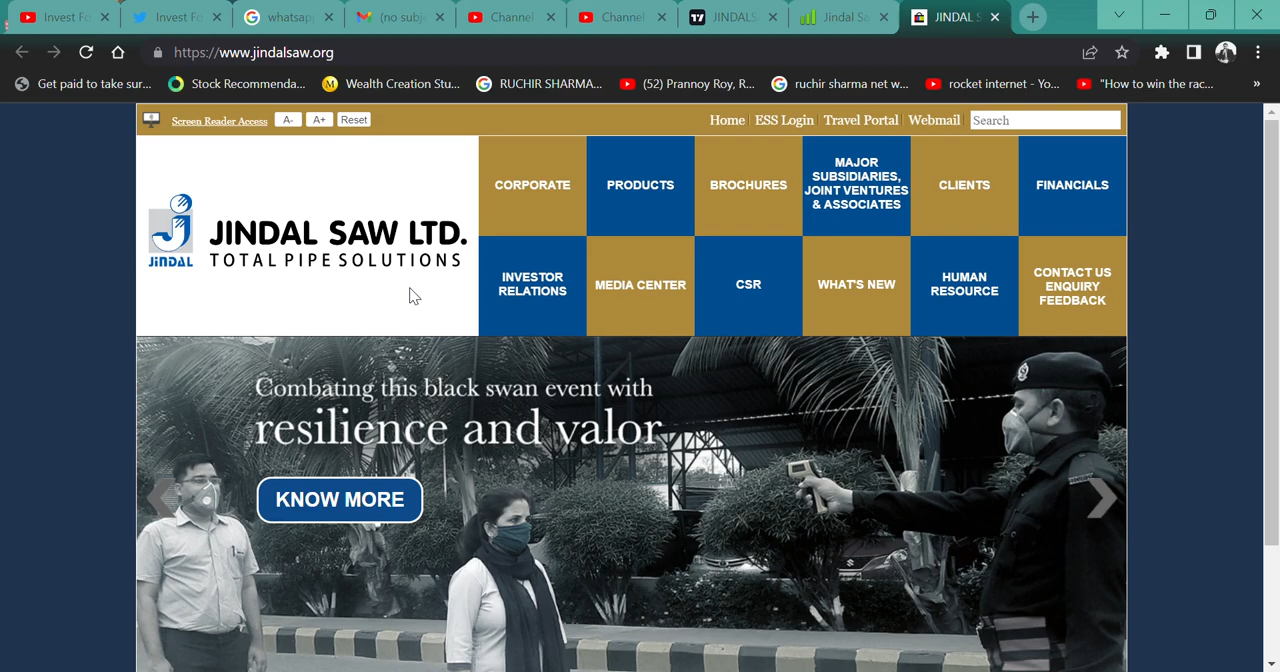 Invest Fo
Invest Fo
whatsap
(no subj
Channel
Channel
JINDALS
Jindal Sa
JINDAL S
https://www.jindalsaw.org
Get paid to take sur...
Stock Recommenda...
Wealth Creation Stu...
RUCHIR SHARMA...
(52) Prannoy Roy, R...
ruchir sharma net w...
rocket internet - Yo...
"How to win the rac...
»
Screen Reader Access
A-
A+
Reset
Home
ESS Login
Travel Portal
Webmail
Search
JINDAL
JINDAL SAW LTD.
TOTAL PIPE SOLUTIONS
CORPORATE
PRODUCTS
BROCHURES
MAJOR
SUBSIDIARIES,
JOINT VENTURES
& ASSOCIATES
CLIENTS
FINANCIALS
INVESTOR
RELATIONS
MEDIA CENTER
CSR
WHAT'S NEW
HUMAN
RESOURCE
CONTACT US
ENQUIRY
FEEDBACK
Combating this black swan event with
resilience and valor
KNOW MORE